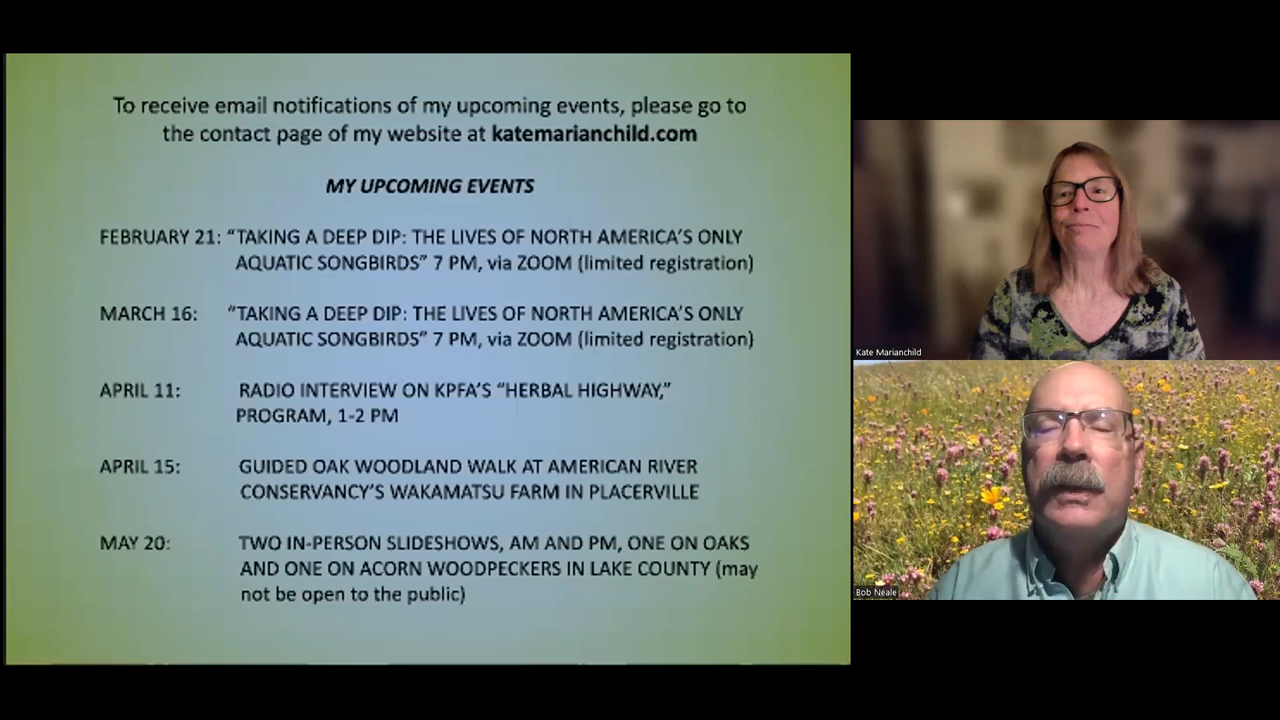 To receive email notifications of my upcoming events, please go to
the contact page of my website at katemarianchild.com
MY UPCOMING EVENTS
FEBRUARY 21: “TAKING A DEEP DIP: THE LIVES OF NORTH AMERICA’S ONLY
AQUATIC SONGBIRDS” 7 PM, via ZOOM (limited registration)
MARCH 16: “TAKING A DEEP DIP: THE LIVES OF NORTH AMERICA’S ONLY
AQUATIC SONGBIRDS” 7 PM, via ZOOM (limited registration)
APRIL 11: RADIO INTERVIEW ON KPFA’S “HERBAL HIGHWAY,”
PROGRAM, 1-2 PM
APRIL 15: GUIDED OAK WOODLAND WALK AT AMERICAN RIVER
CONSERVANCY’S WAKAMATSU FARM IN PLACERVILLE
MAY 20: TWO IN-PERSON SLIDESHOWS, AM AND PM, ONE ON OAKS
AND ONE ON ACORN WOODPECKERS IN LAKE COUNTY (may
not be open to the public)
Kate Marianchild
Bob Neale